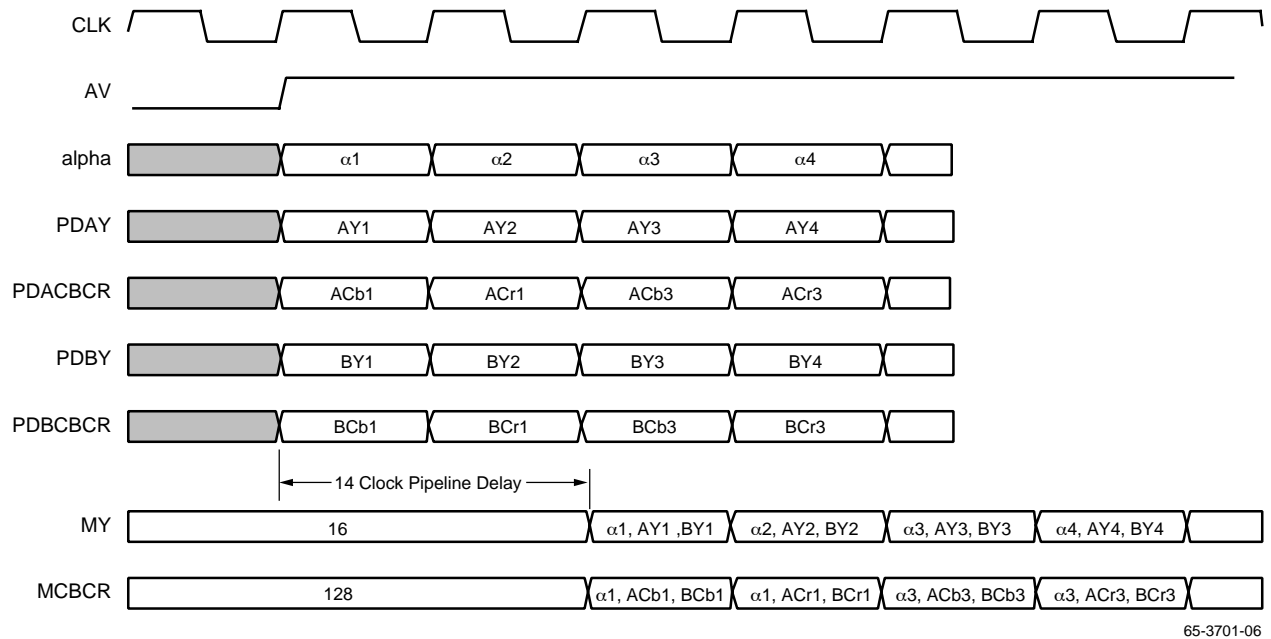 CLK
AV
alpha α1 α2 α3 α4
PDAY AY1 AY2 AY3 AY4
PDACBCR ACb1 ACr1 ACb3 ACr3
PDBY BY1 BY2 BY3 BY4
PDBCBCR BCb1 BCr1 BCb3 BCr3
14 Clock Pipeline Delay
MY 16 α1, AY1 ,BY1 α2, AY2, BY2 α3, AY3, BY3 α4, AY4, BY4
MCBCR 128 α1, ACb1, BCb1 α1, ACr1, BCr1 α3, ACb3, BCb3 α3, ACr3, BCr3
65-3701-06